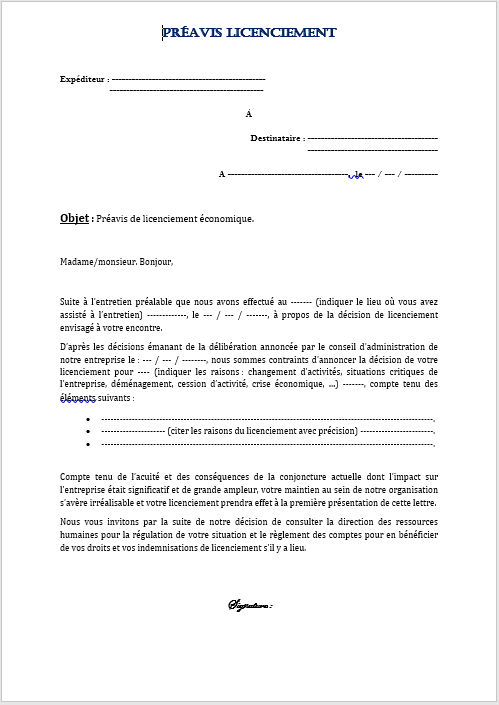 PRÉAVIS LICENCIEMENT
Expéditeur : -----------------------------------------------
-----------------------------------------------
Á
Destinataire : ----------------------------------------
----------------------------------------
A -------------------------------------, le --- / --- / ----------
Objet : Préavis de licenciement économique.
Madame/monsieur. Bonjour,
Suite à l'entretien préalable que nous avons effectué au ------- (indiquer le lieu où vous avez
assisté à l'entretien) -------------, le --- / --- / -------, à propos de la décision de licenciement
envisagé à votre encontre.
D'après les décisions émanant de la délibération annoncée par le conseil d'administration de
notre entreprise le : --- / --- / --------, nous sommes contraints d'annoncer la décision de votre
licenciement pour ---- (indiquer les raisons : changement d'activités, situations critiques de
l'entreprise, déménagement, cession d'activité, crise économique, ...) -------, compte tenu des
éléments suivants :
• ------------------------------------------------------------------------------------------------------.
• -------------------- (citer les raisons du licenciement avec précision) -----------------------.
• ------------------------------------------------------------------------------------------------------.
Compte tenu de l'acuité et des conséquences de la conjoncture actuelle dont l'impact sur
l'entreprise était significatif et de grande ampleur, votre maintien au sein de notre organisation
s'avère irréalisable et votre licenciement prendra effet à la première présentation de cette lettre.
Nous vous invitons par la suite de notre décision de consulter la direction des ressources
humaines pour la régulation de votre situation et le règlement des comptes pour en bénéficier
de vos droits et vos indemnisations de licenciement s'il y a lieu.
Signature :